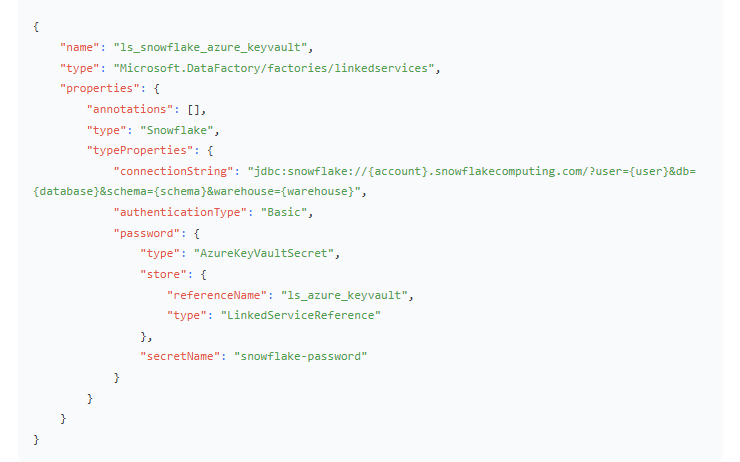 {
    "name": "ls_snowflake_azure_keyvault",
    "type": "Microsoft.DataFactory/factories/linkedservices",
    "properties": {
        "annotations": [],
        "type": "Snowflake",
        "typeProperties": {
            "connectionString": "jdbc:snowflake://{account}.snowflakecomputing.com/?user={user}&db=
{database}&schema={schema}&warehouse={warehouse}",
            "authenticationType": "Basic",
            "password": {
                "type": "AzureKeyVaultSecret",
                "store": {
                    "referenceName": "ls_azure_keyvault",
                    "type": "LinkedServiceReference"
                },
                "secretName": "snowflake-password"
            }
        }
    }
}